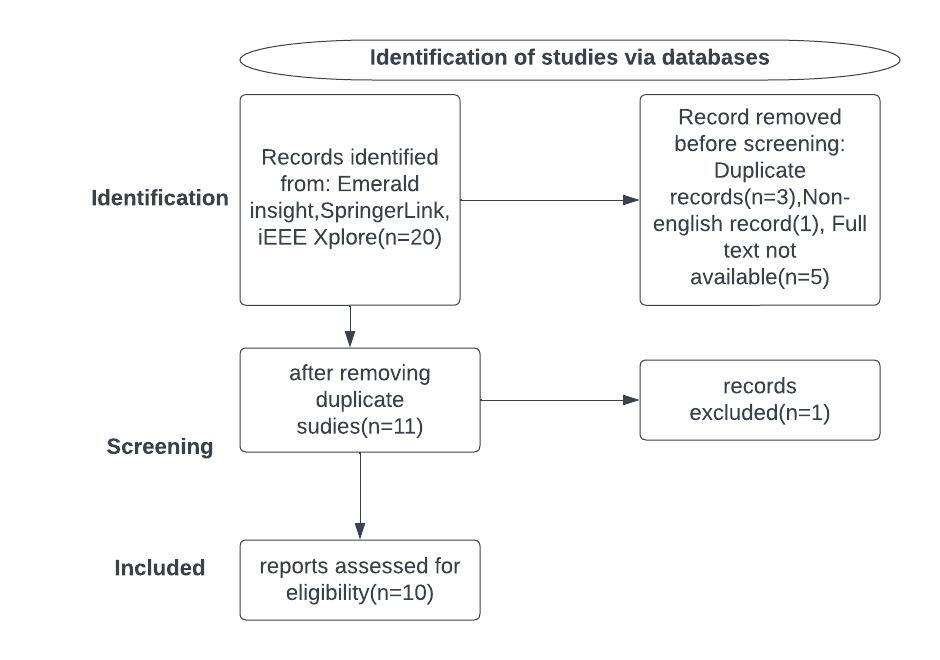 Identification of studies via databases
Identification
Records identified
from: Emerald
insight,SpringerLink,
iEEE Xplore(n=20)
Record removed
before screening:
Duplicate
records(n=3),Non-
english record(1), Full
text not
available(n=5)
Screening
after removing
duplicate
sudies(n=11)
records
excluded(n=1)
Included
reports assessed for
eligibility(n=10)